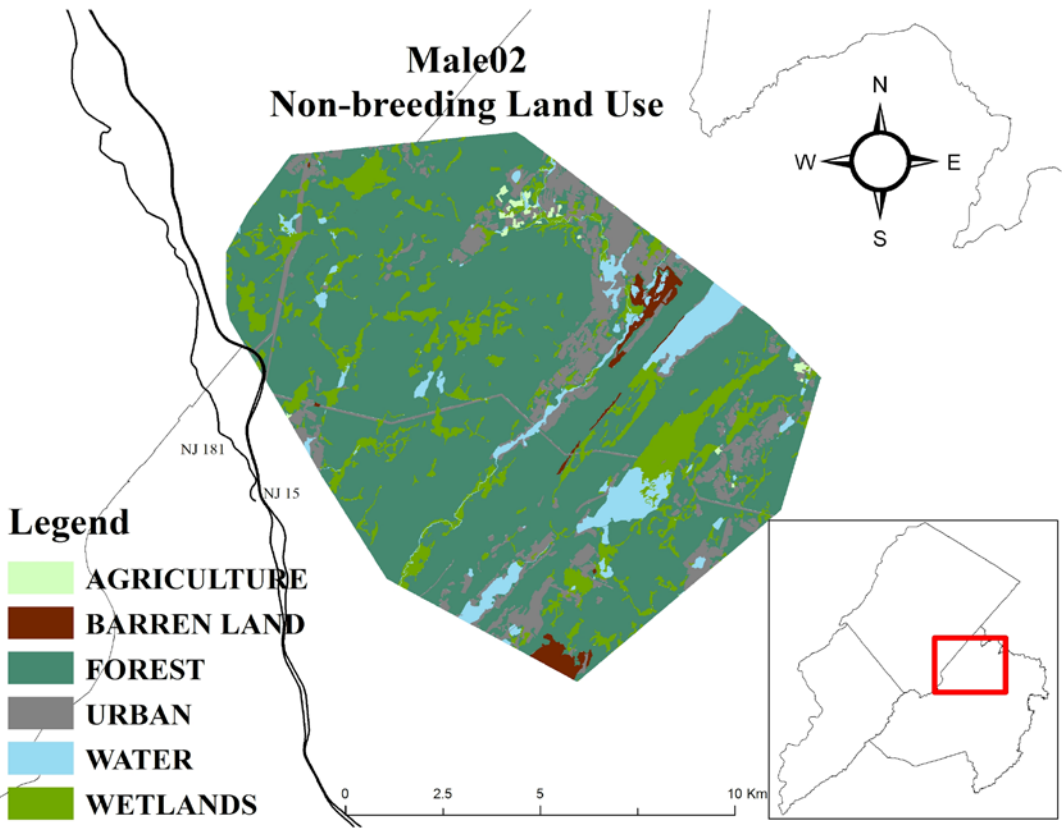 Male02
Non-breeding Land Use
N
W
E
S
NJ 181
NJ 15
Legend
AGRICULTURE
BARREN LAND
FOREST
URBAN
WATER
WETLANDS
0
2.5
5
10 KM